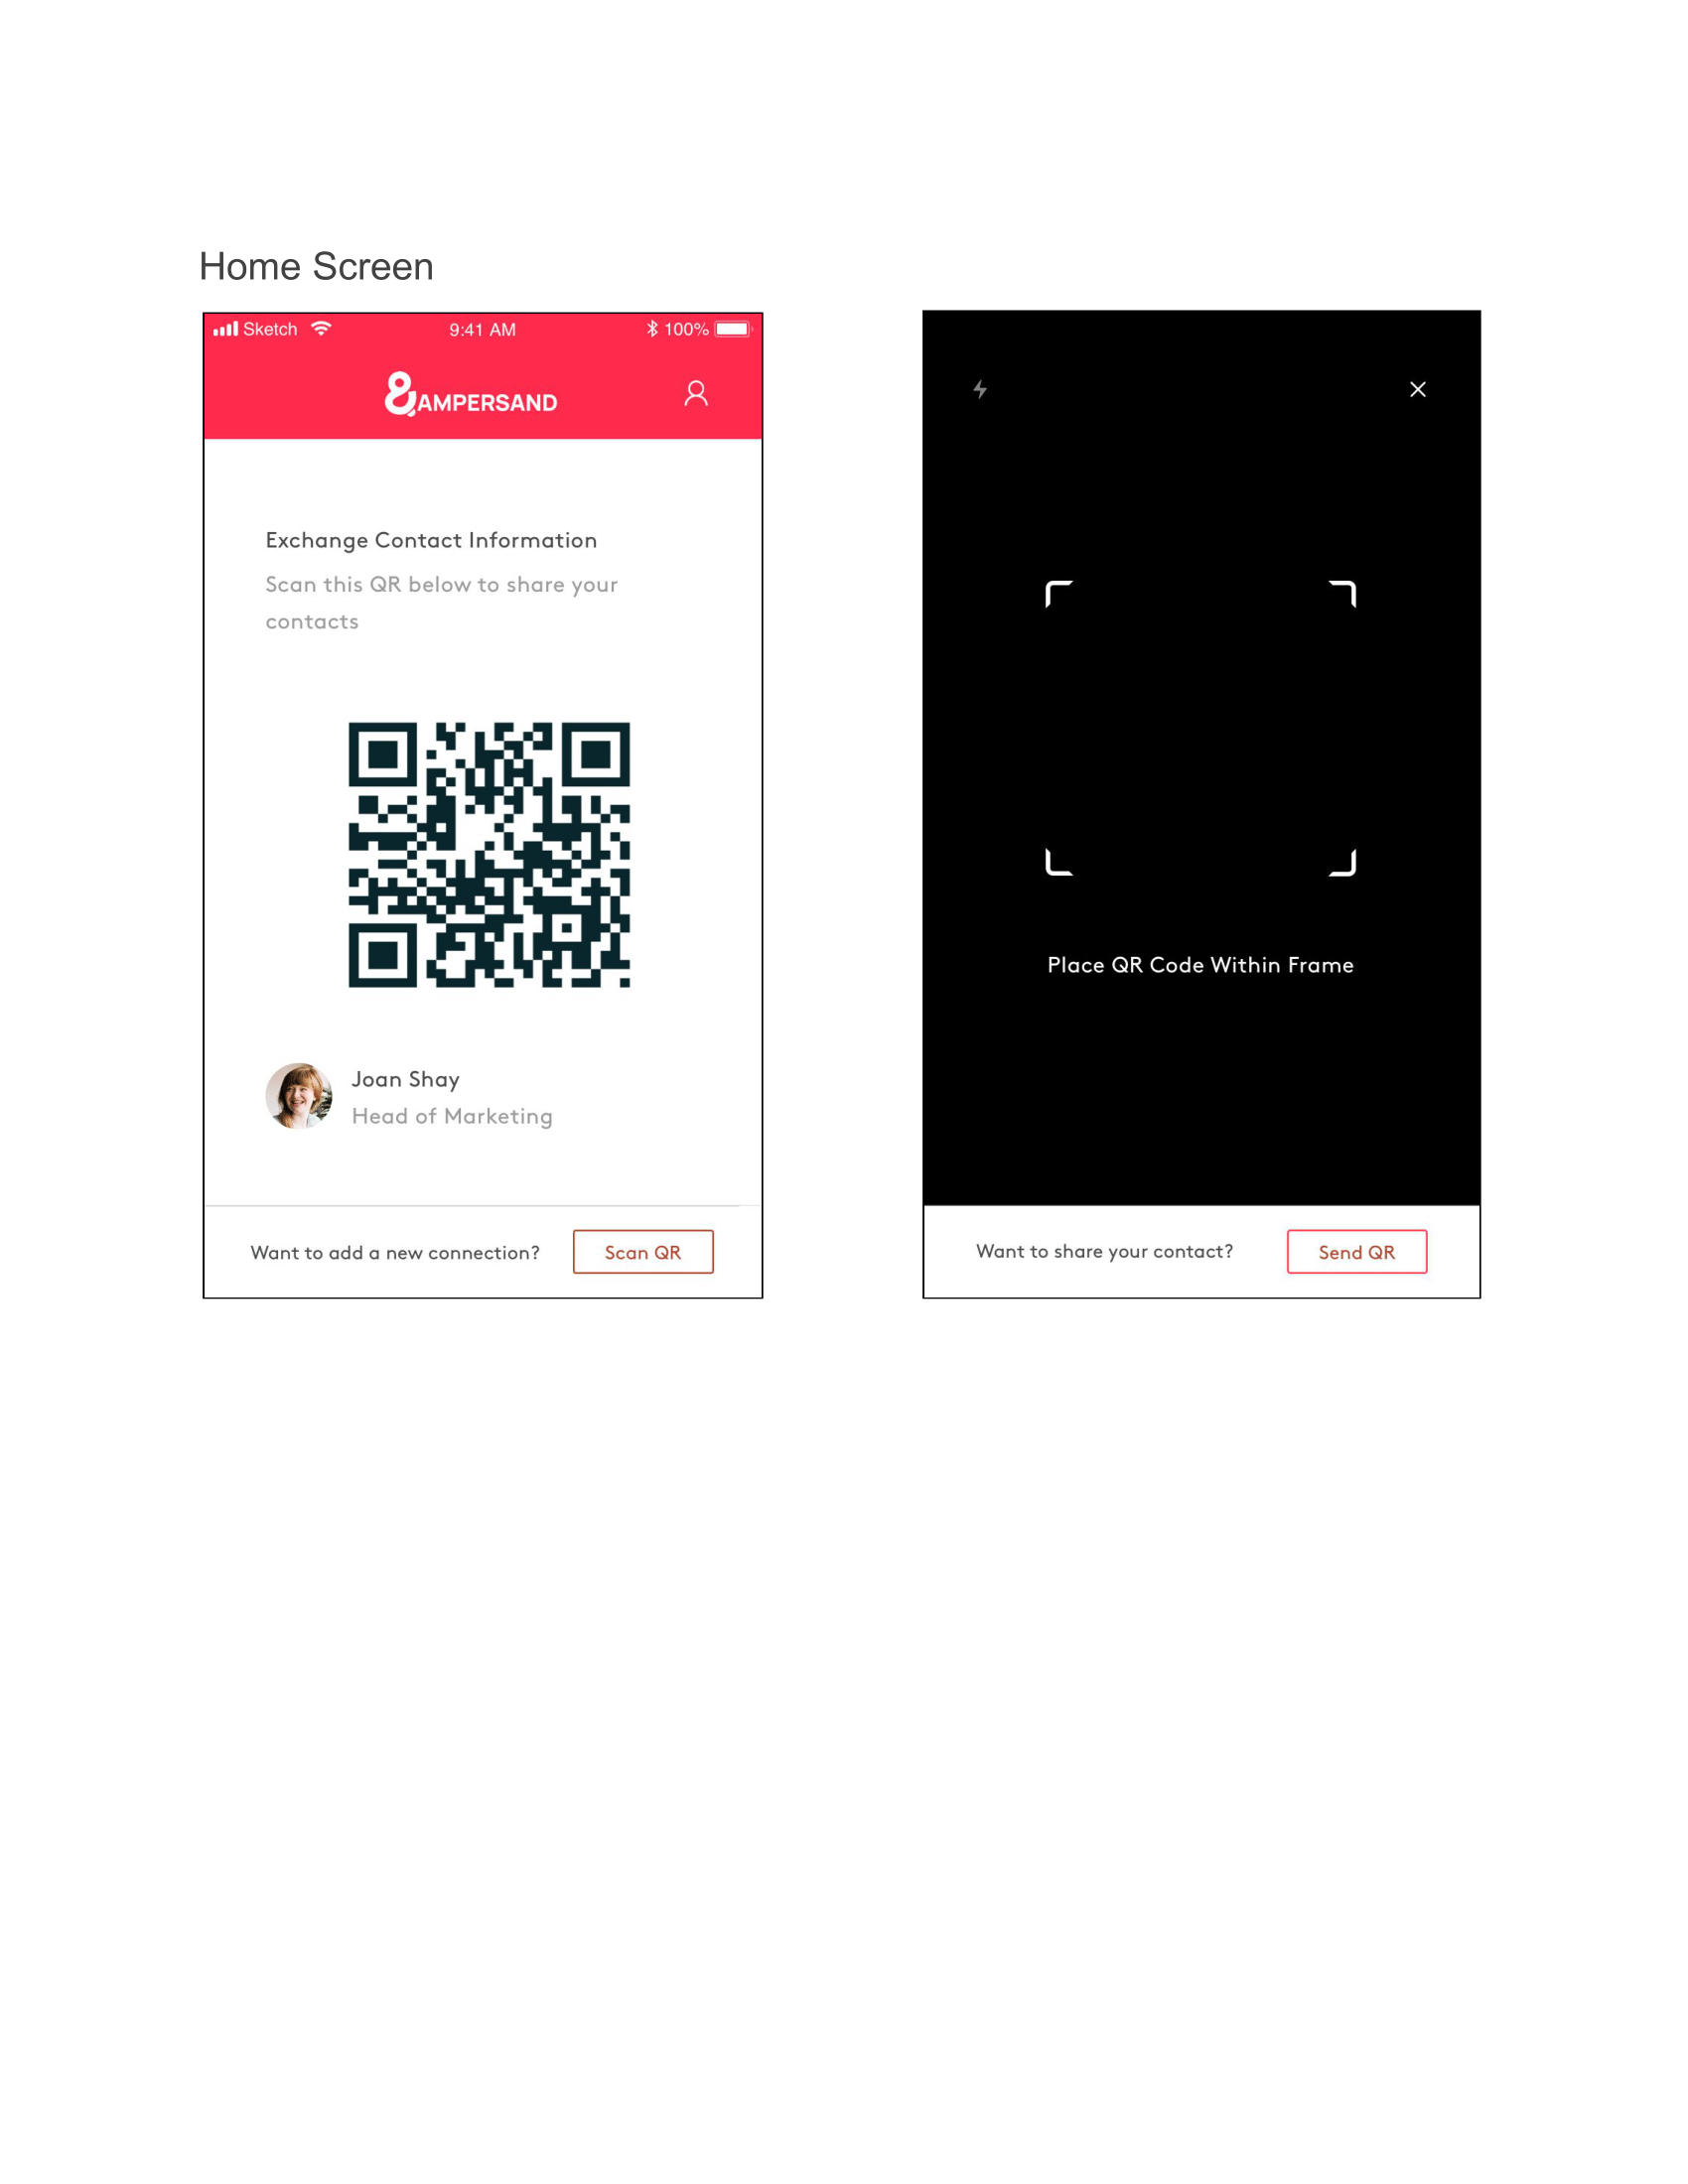 Home Screen
Sketch 9:41 AM 100%
&AMPERSAND
Exchange Contact Information
Scan this QR below to share your
contacts
Joan Shay
Head of Marketing
Want to add a new connection? Scan QR
Place QR Code Within Frame
Want to share your contact? Send QR